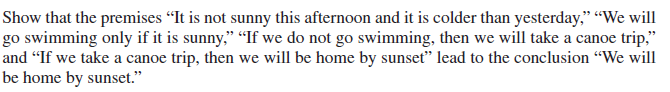 Show that the premises “It is not sunny this afternoon and it is colder than yesterday,” “We will
go swimming only if it is sunny,” “If we do not go swimming, then we will take a canoe trip,”
and “If we take a canoe trip, then we will be home by sunset” lead to the conclusion “We will
be home by sunset.”